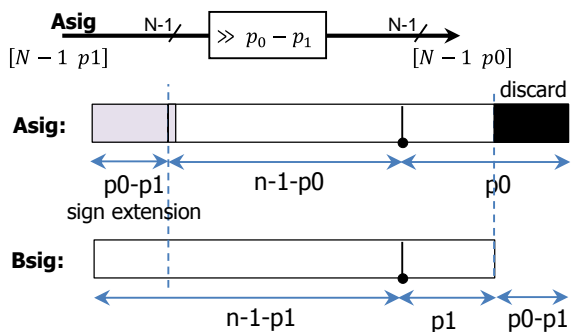 Asig N-1 ≫ p₀ − p₁ N-1
[N − 1 p1] [N − 1 p0]
discard
Asig:
p0-p1 n-1-p0 p0
sign extension
Bsig:
n-1-p1 p1 p0-p1